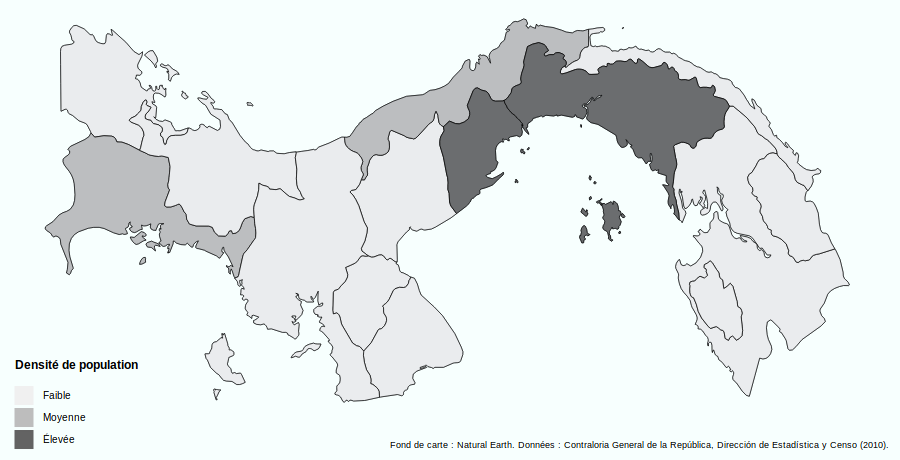 Densité de population
Faible
Moyenne
Élevée
Fond de carte : Natural Earth. Données : Contraloria General de la República, Dirección de Estadística y Censo (2010).